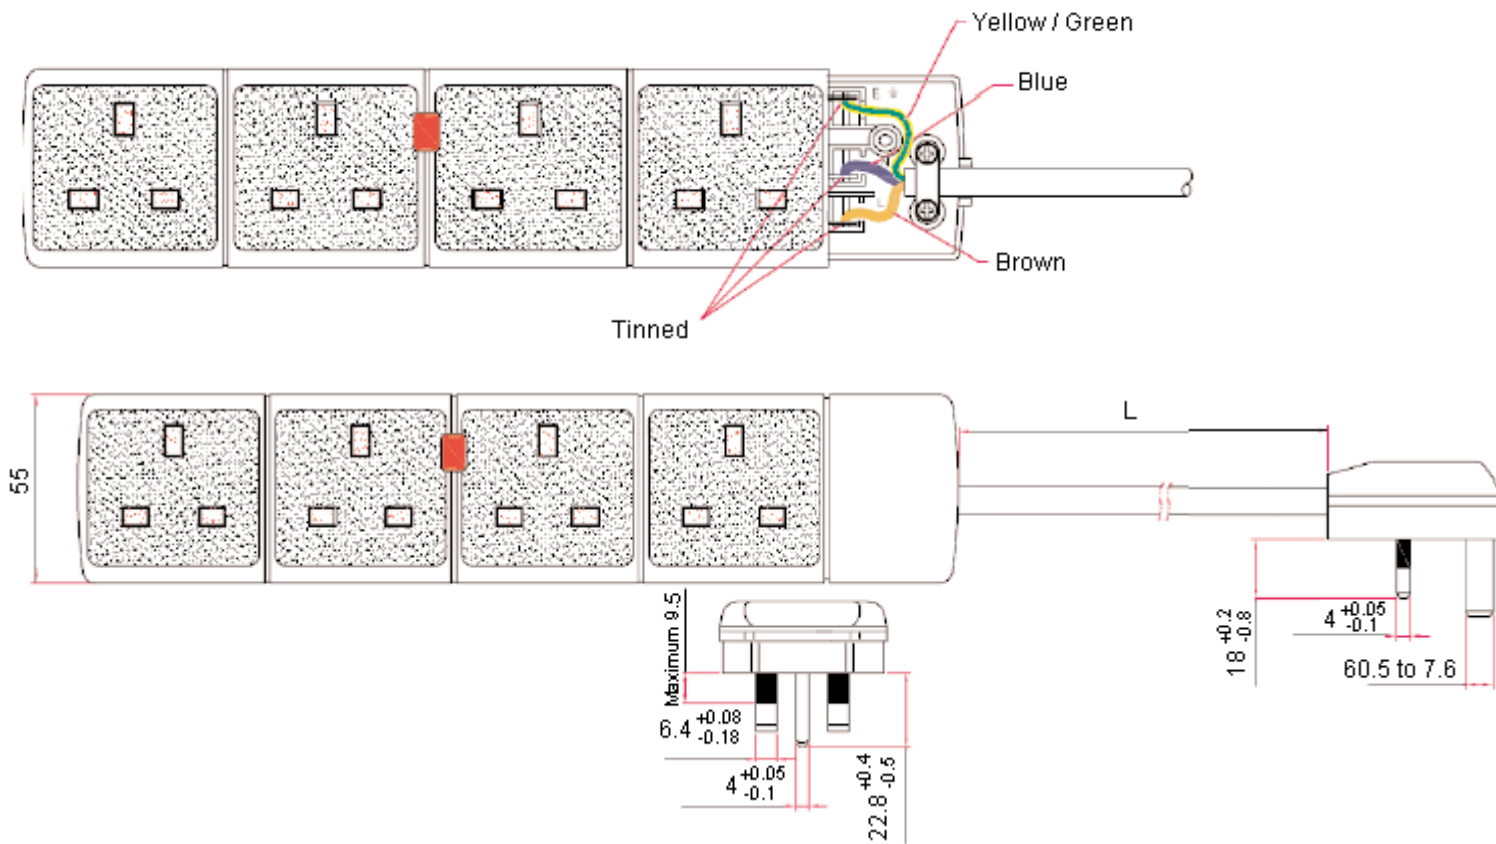 Yellow / Green
E
Blue
L
Brown
Tinned
55
L
Maximum 9.5
6.4 +0.08 -0.18
4 +0.05 -0.1
22.8 +0.4 -0.5
18 +0.2 -0.8
4 +0.05 -0.1
60.5 to 7.6